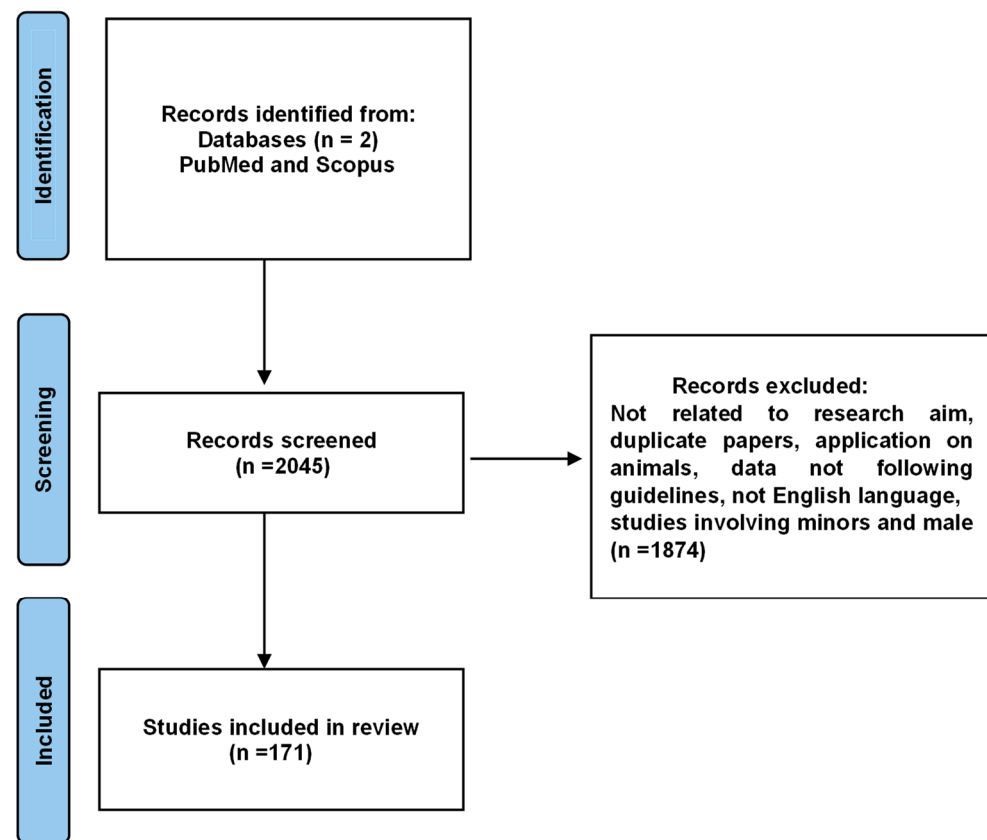 Identification
Records identified from:
Databases (n = 2)
PubMed and Scopus
Screening
Records screened
(n =2045)
Records excluded:
Not related to research aim,
duplicate papers, application on
animals, data not following
guidelines, not English language,
studies involving minors and male
(n =1874)
Included
Studies included in review
(n =171)